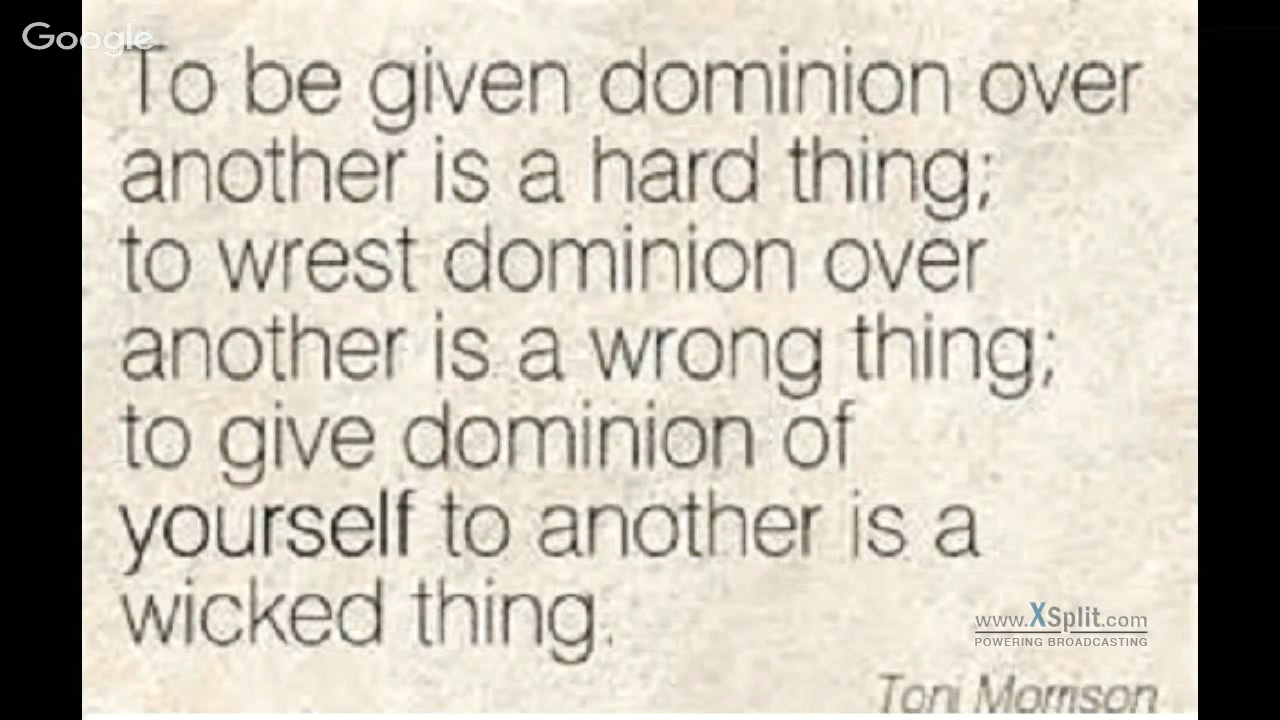 Google
To be given dominion over
another is a hard thing;
to wrest dominion over
another is a wrong thing;
to give dominion of
yourself to another is a
wicked thing.
www.XSplit.com
POWERING BROADCASTING
Toni Morrison